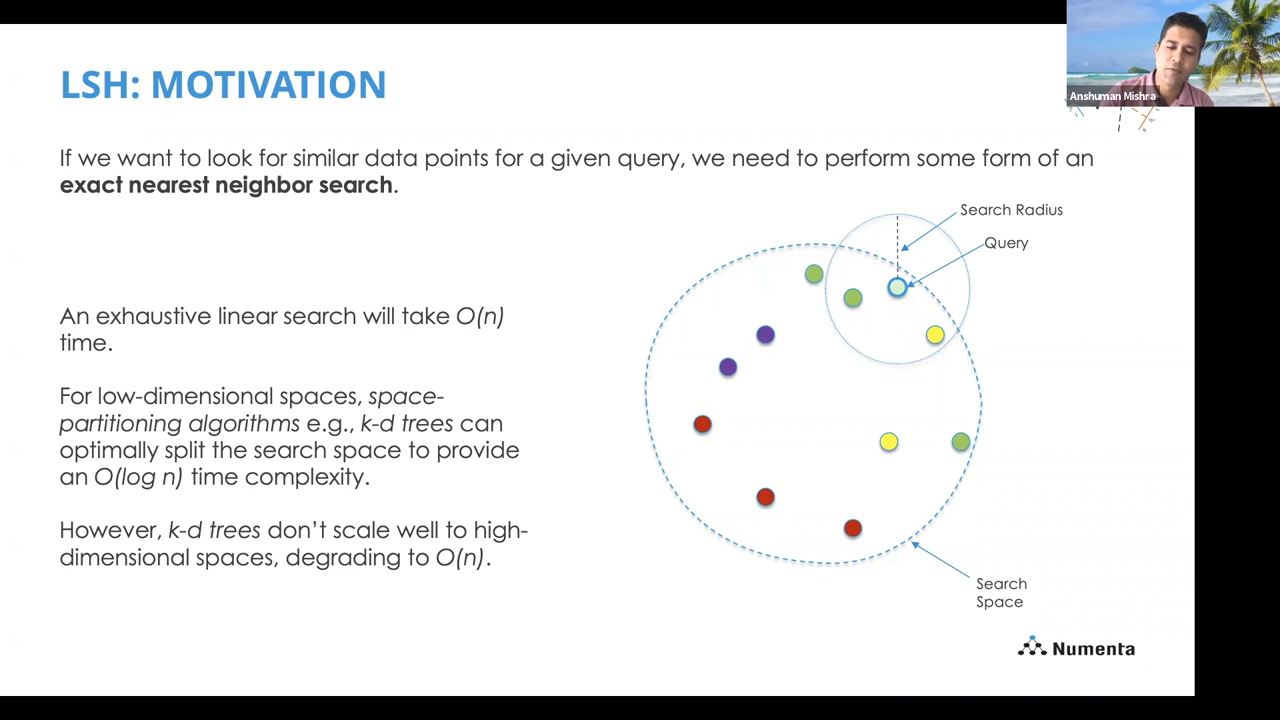 LSH: MOTIVATION
Anshuman Mishra
If we want to look for similar data points for a given query, we need to perform some form of an
exact nearest neighbor search.
Search Radius
Query
An exhaustive linear search will take O(n)
time.
For low-dimensional spaces, space-
partitioning algorithms e.g., k-d trees can
optimally split the search space to provide
an O(log n) time complexity.
However, k-d trees don’t scale well to high-
dimensional spaces, degrading to O(n).
Search
Space
Numenta